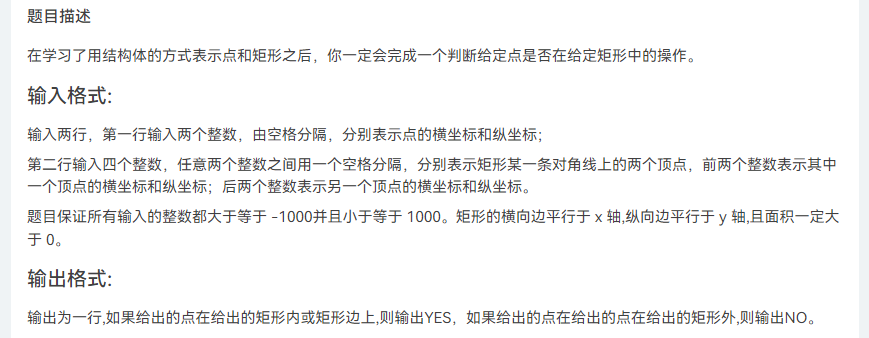 题目描述
在学习了用结构体的方式表示点和矩形之后，你一定会完成一个判断给定点是否在给定矩形中的操作。
输入格式:
输入两行，第一行输入两个整数，由空格分隔，分别表示点的横坐标和纵坐标；
第二行输入四个整数，任意两个整数之间用一个空格分隔，分别表示矩形某一条对角线上的两个顶点，前两个整数表示其中
一个顶点的横坐标和纵坐标；后两个整数表示另一个顶点的横坐标和纵坐标。
题目保证所有输入的整数都大于等于 -1000并且小于等于 1000。矩形的横向边平行于 x 轴,纵向边平行于 y 轴,且面积一定大
于 0。
输出格式:
输出为一行,如果给出的点在给出的矩形内或矩形边上,则输出YES，如果给出的点在给出的点在给出的矩形外,则输出NO。